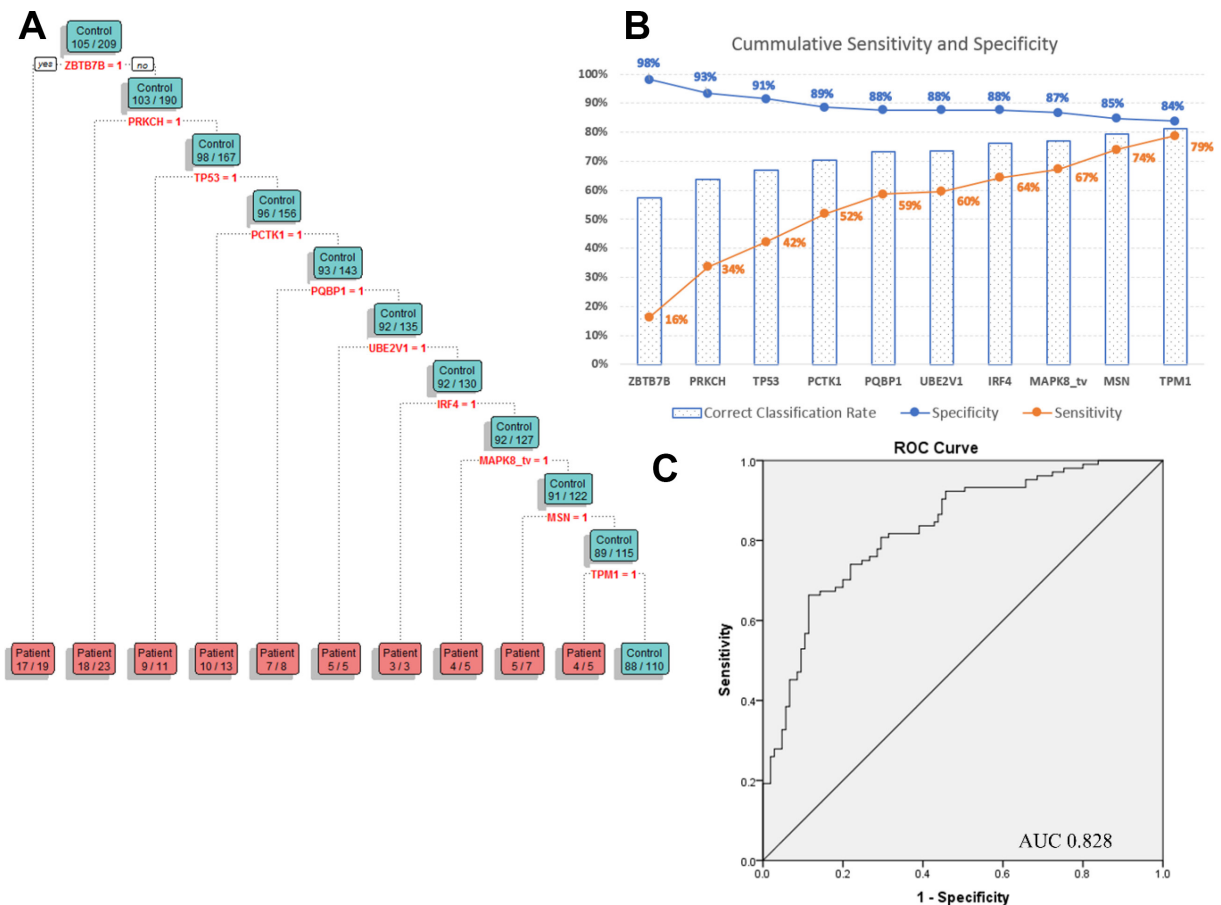 A
Control
105 / 209
yes
ZBTB7B = 1
no
Control
103 / 190
PRKCH = 1
Control
98 / 167
TP53 = 1
Control
96 / 156
PCTK1 = 1
Control
93 / 143
PQBP1 = 1
Control
92 / 135
UBE2V1 = 1
Control
92 / 130
IRF4 = 1
Control
92 / 127
MAPK8_tv = 1
Control
91 / 122
MSN = 1
Control
89 / 115
TPM1 = 1
Patient
17 / 19
Patient
18 / 23
Patient
9 / 11
Patient
10 / 13
Patient
7 / 8
Patient
5 / 5
Patient
3 / 3
Patient
4 / 5
Patient
5 / 7
Patient
4 / 5
Control
88 / 110
B
Cummulative Sensitivity and Specificity
100%
90%
80%
70%
60%
50%
40%
30%
20%
10%
0%
98%
93%
91%
89%
88%
88%
88%
87%
85%
84%
16%
34%
42%
52%
59%
60%
64%
67%
74%
79%
ZBTB7B
PRKCH
TP53
PCTK1
PQBP1
UBE2V1
IRF4
MAPK8_tv
MSN
TPM1
Correct Classification Rate
Specificity
Sensitivity
C
ROC Curve
Sensitivity
1.0
0.8
0.6
0.4
0.2
0.0
AUC 0.828
0.0
0.2
0.4
0.6
0.8
1.0
1 - Specificity